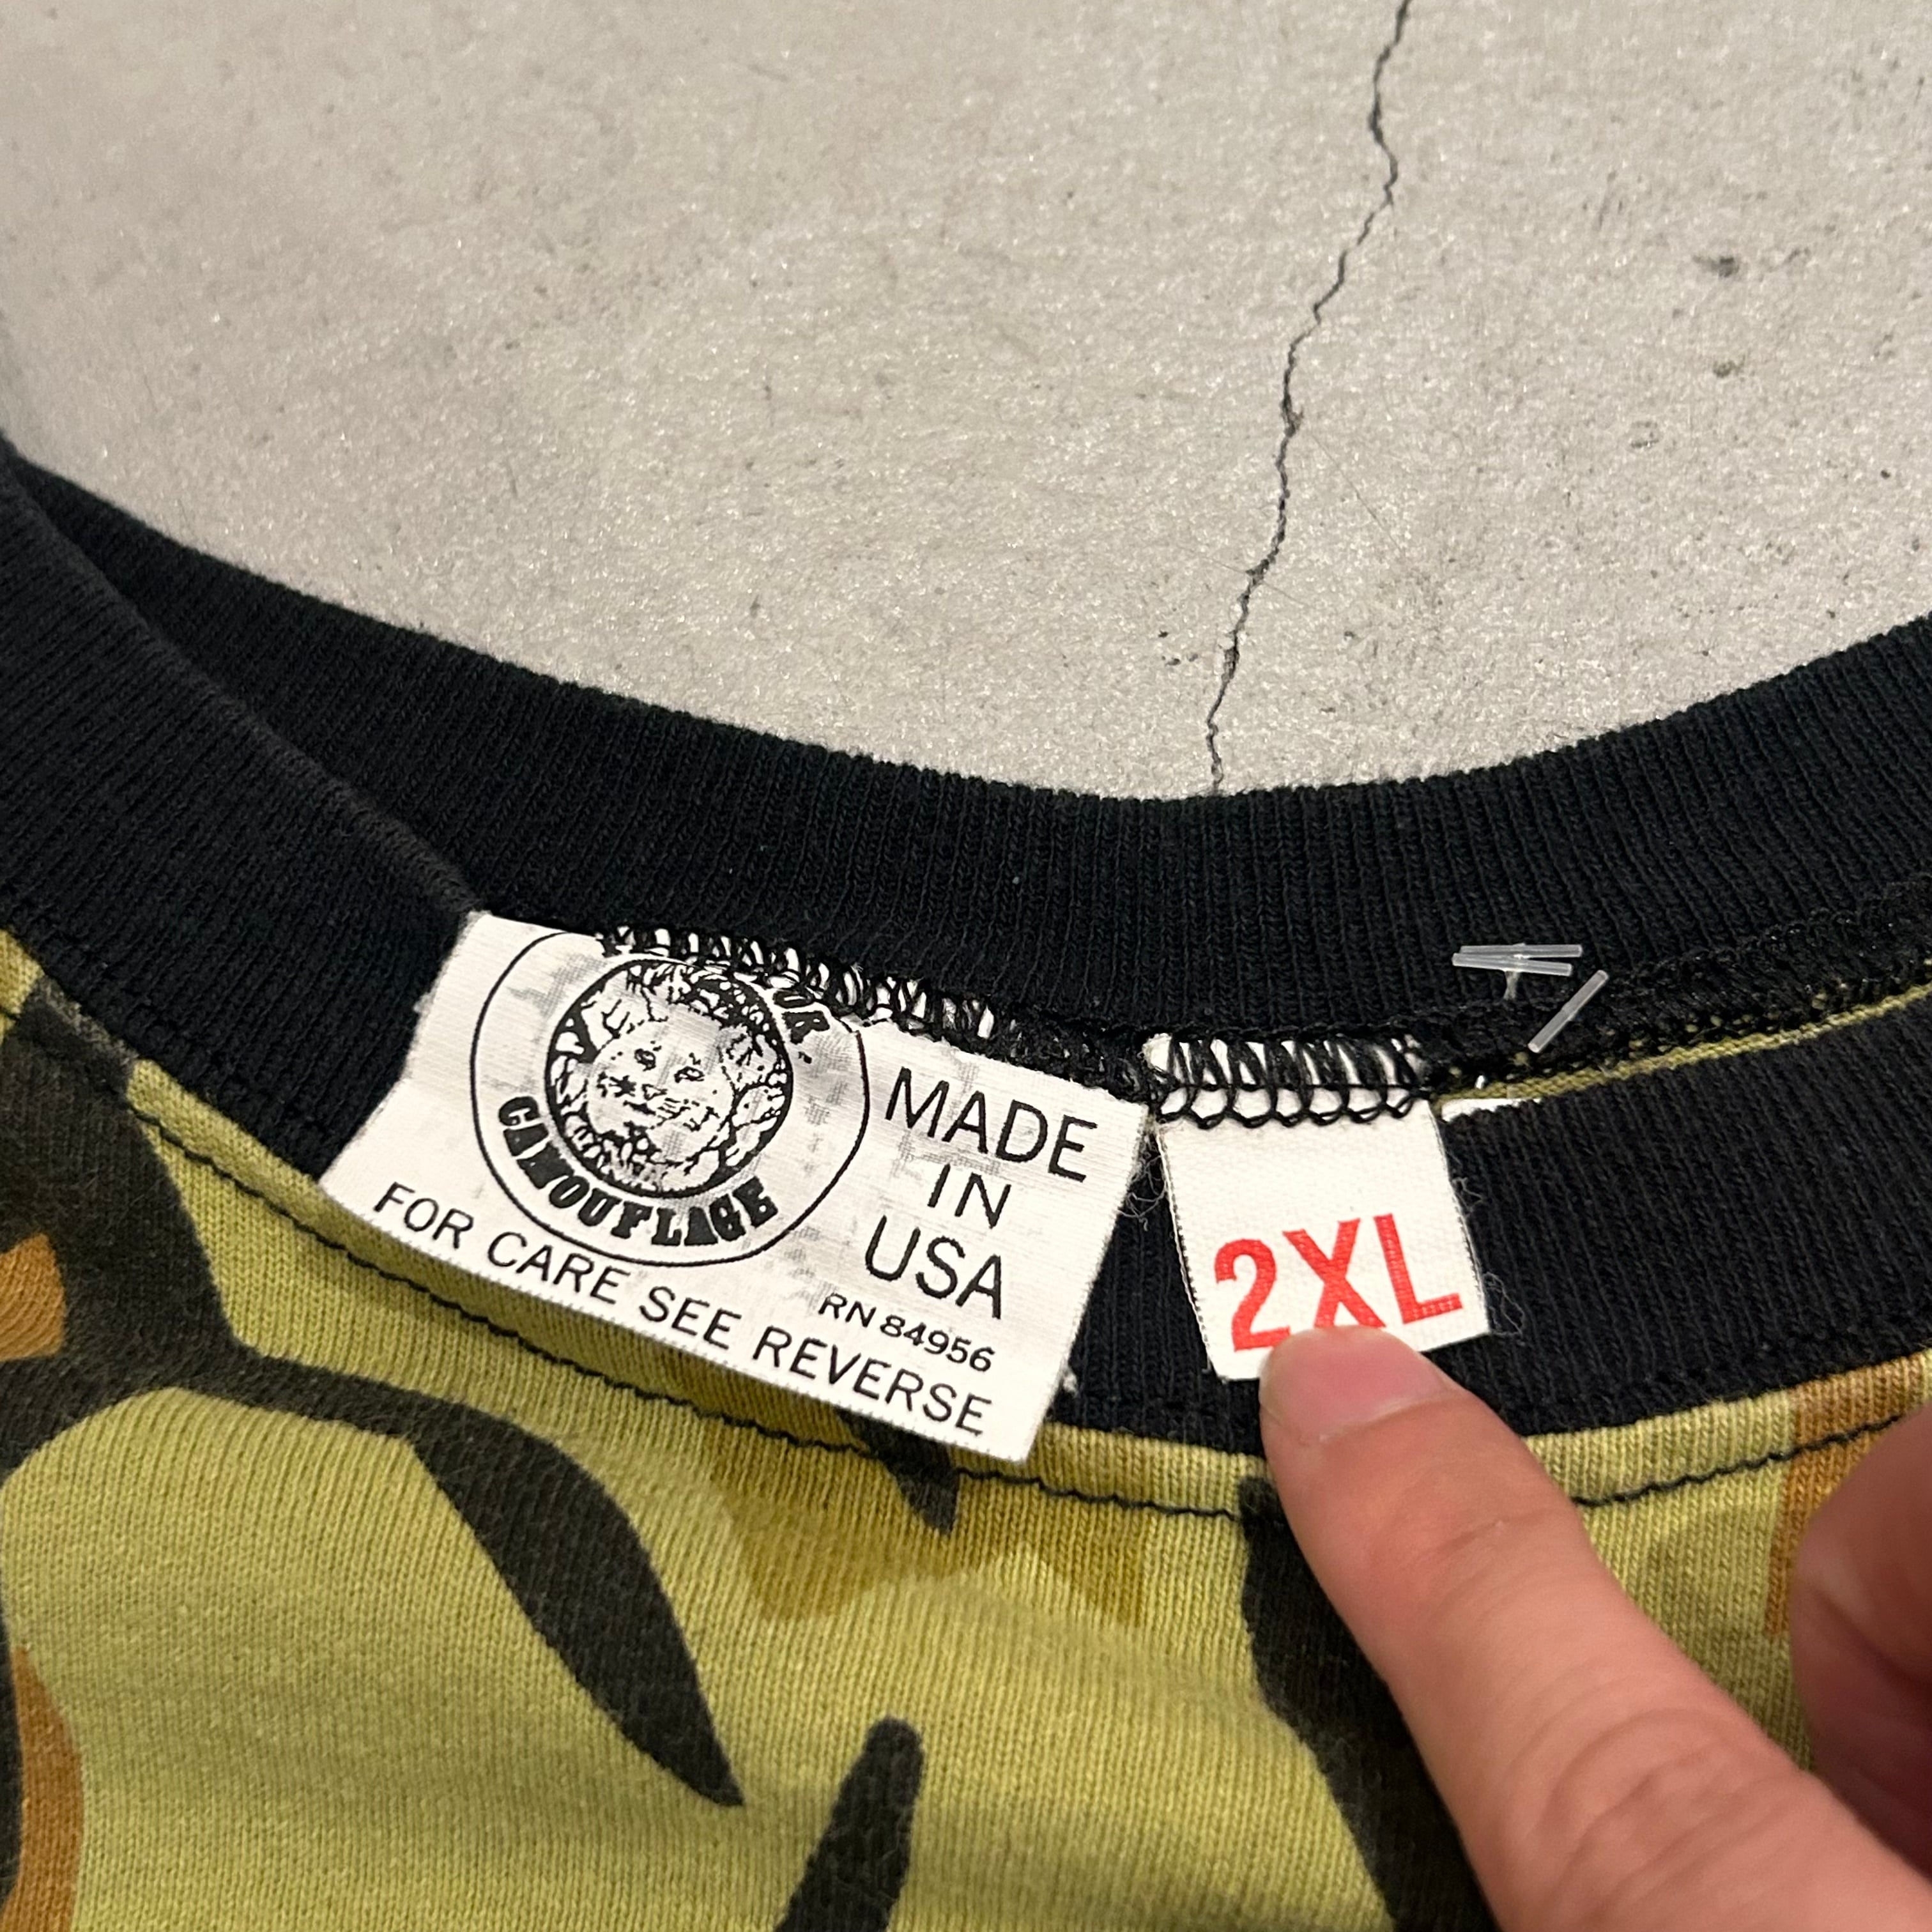 CAMOUFLAGE
MADE
IN
USA
RN 84956
FOR CARE SEE REVERSE
2XL